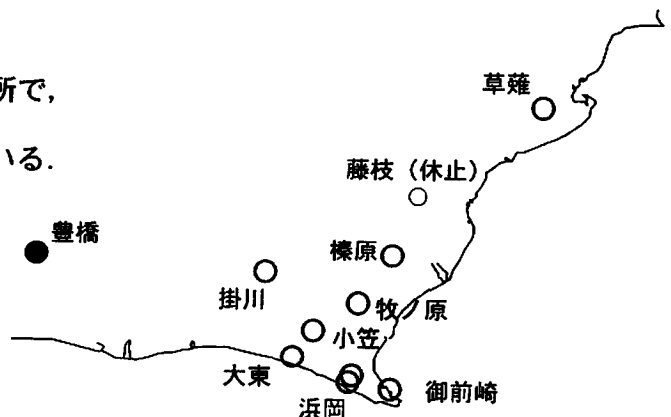 所で,
いる.
草薙
藤枝（休止）
豊橋
榛原
掛川
牧ノ原
小笠
大東
浜岡
御前崎